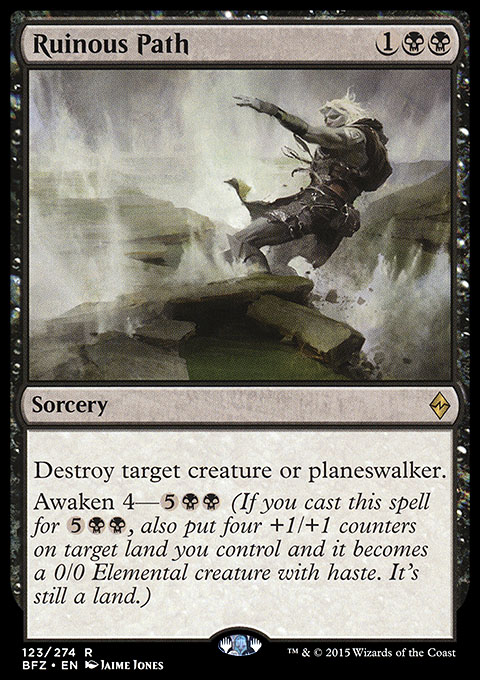 Ruinous Path 1
Sorcery
Destroy target creature or planeswalker.
Awaken 4—5 (If you cast this spell
for 5, also put four +1/+1 counters
on target land you control and it becomes
a 0/0 Elemental creature with haste. It's
still a land.)
123/274 R
BFZ • EN Jaime Jones
™ & © 2015 Wizards of the Coast